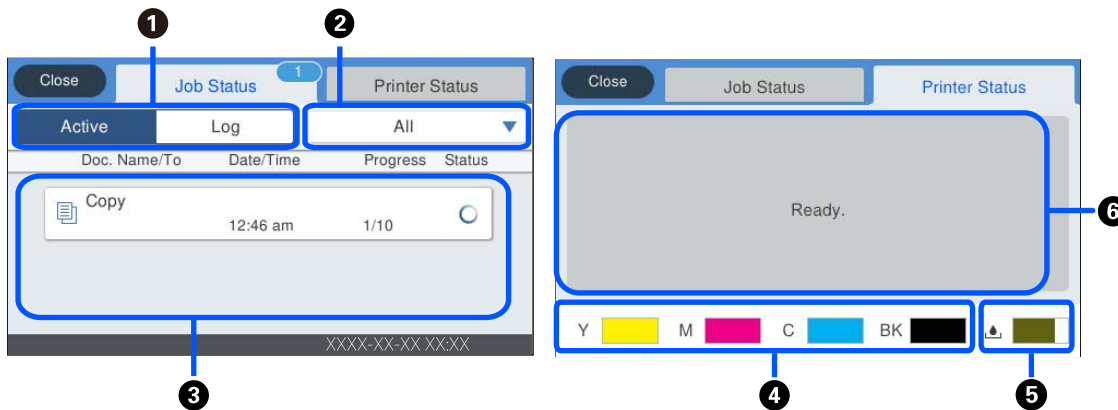 1 2
Close Job Status 1 Printer Status
Active Log All
Doc. Name/To Date/Time Progress Status
Copy
12:46 am 1/10
XXXX-XX-XX XX:XX
3
Close Job Status Printer Status
Ready.
6
Y M C BK
4 5